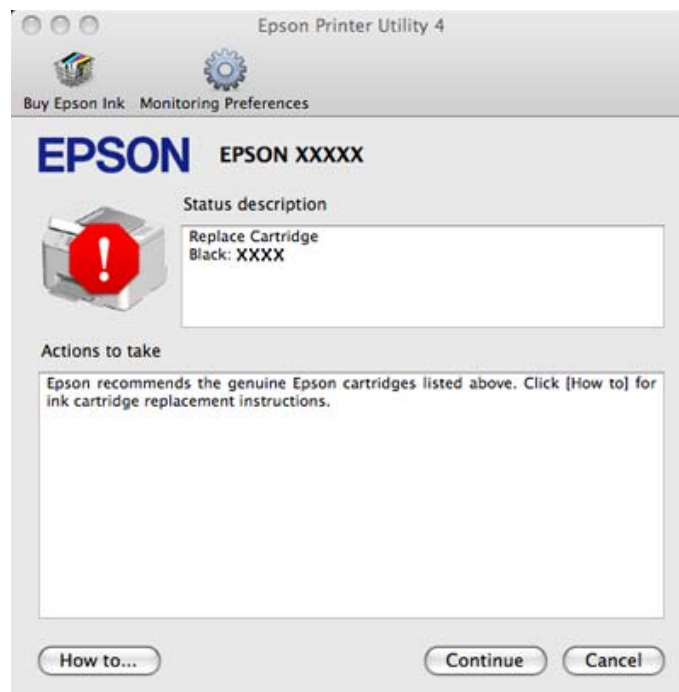 Epson Printer Utility 4
Buy Epson Ink Monitoring Preferences
EPSON EPSON XXXXX
Status description
Replace Cartridge
Black: XXXX
Actions to take
Epson recommends the genuine Epson cartridges listed above. Click [How to] for
ink cartridge replacement instructions.
How to... Continue Cancel